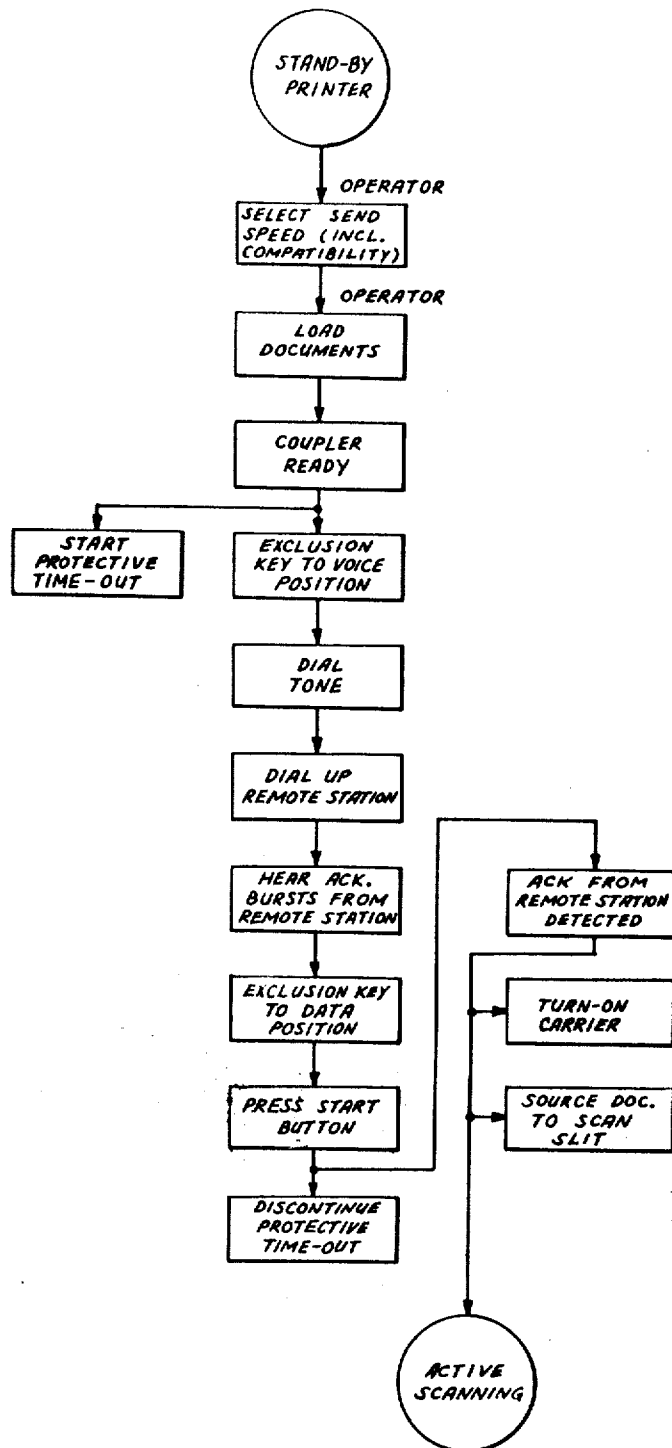 STAND-BY
PRINTER
OPERATOR
SELECT SEND
SPEED (INCL.
COMPATIBILITY)
OPERATOR
LOAD
DOCUMENTS
COUPLER
READY
START
PROTECTIVE
TIME-OUT
EXCLUSION
KEY TO VOICE
POSITION
DIAL
TONE
DIAL UP
REMOTE STATION
HEAR ACK.
BURSTS FROM
REMOTE STATION
EXCLUSION KEY
TO DATA
POSITION
PRESS START
BUTTON
DISCONTINUE
PROTECTIVE
TIME-OUT
ACK FROM
REMOTE STATION
DETECTED
TURN-ON
CARRIER
SOURCE DOC.
TO SCAN
SLIT
ACTIVE
SCANNING